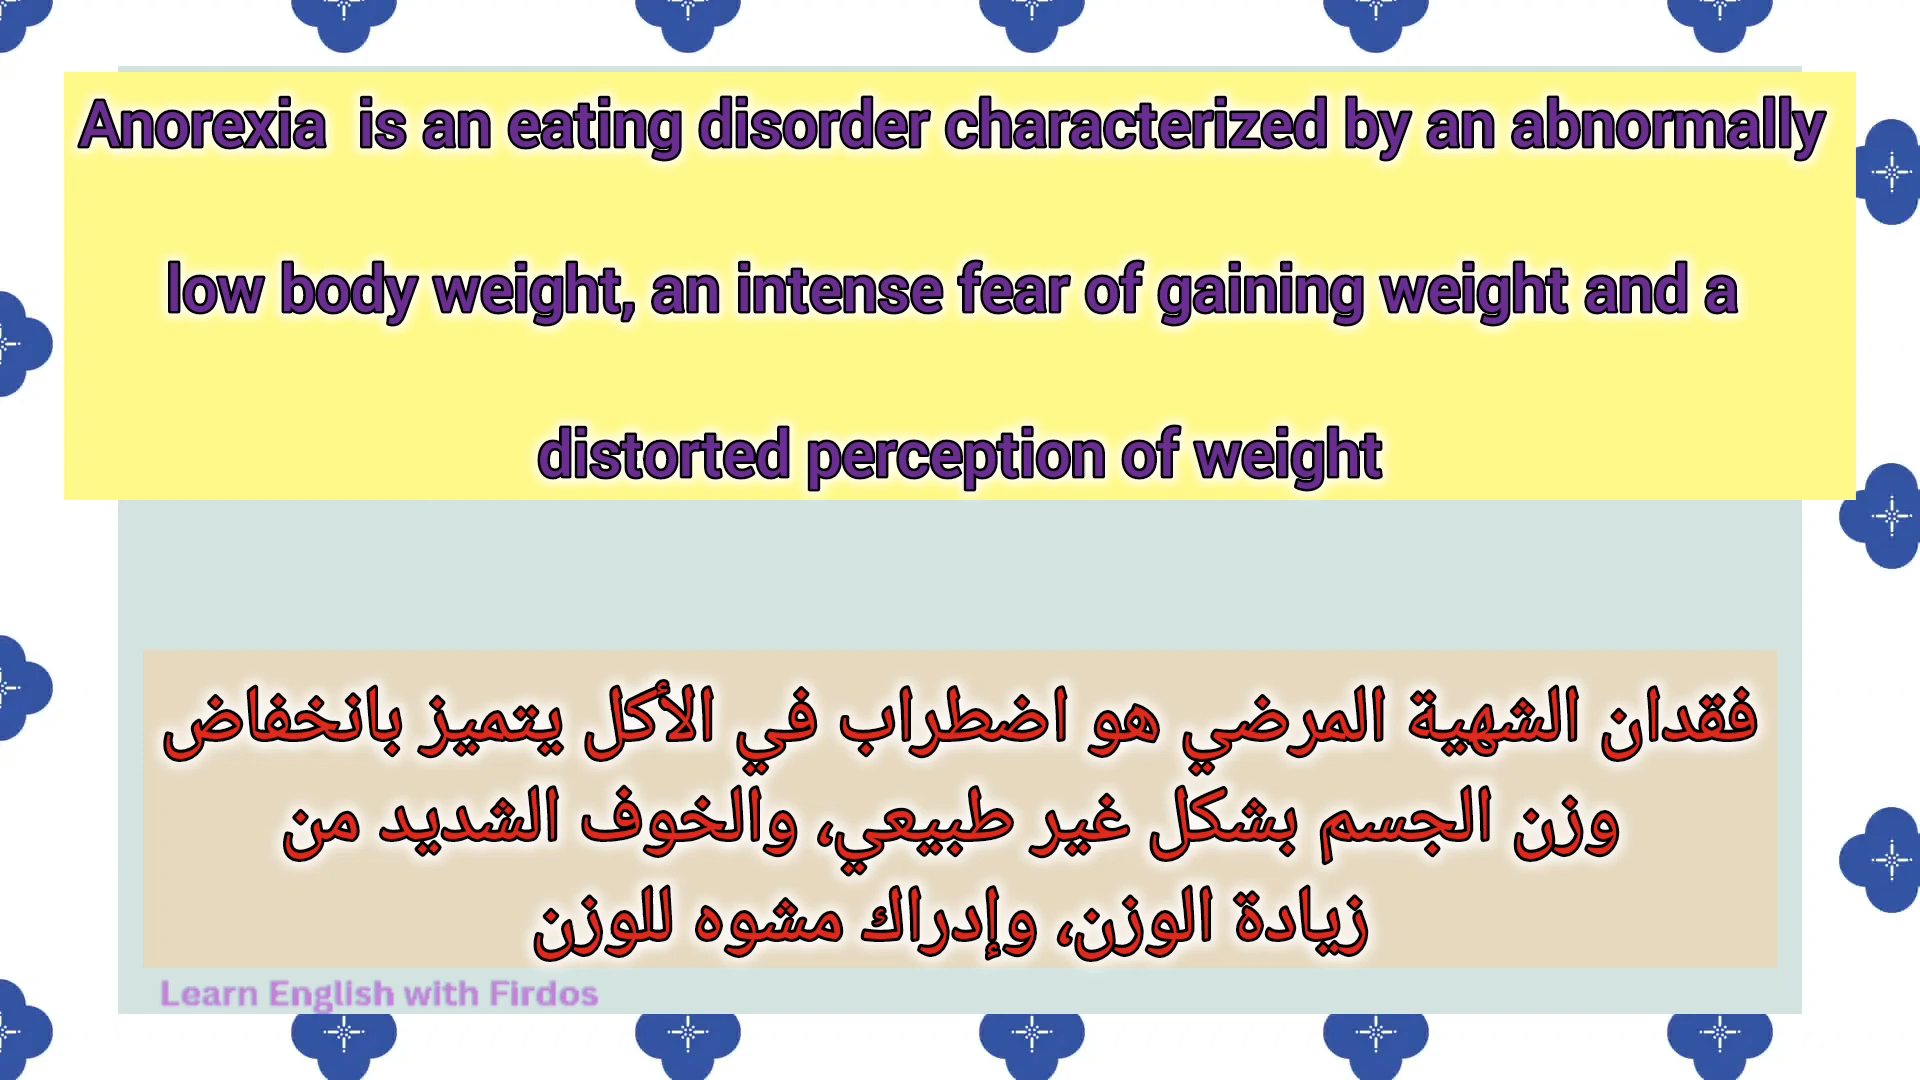 Anorexia is an eating disorder characterized by an abnormally
low body weight, an intense fear of gaining weight and a
distorted perception of weight
فقدان الشهية المرضي هو اضطراب في الأكل يتميز بانخفاض
وزن الجسم بشكل غير طبيعي، والخوف الشديد من
زيادة الوزن، وإدراك مشوه للوزن
Learn English with Firdos